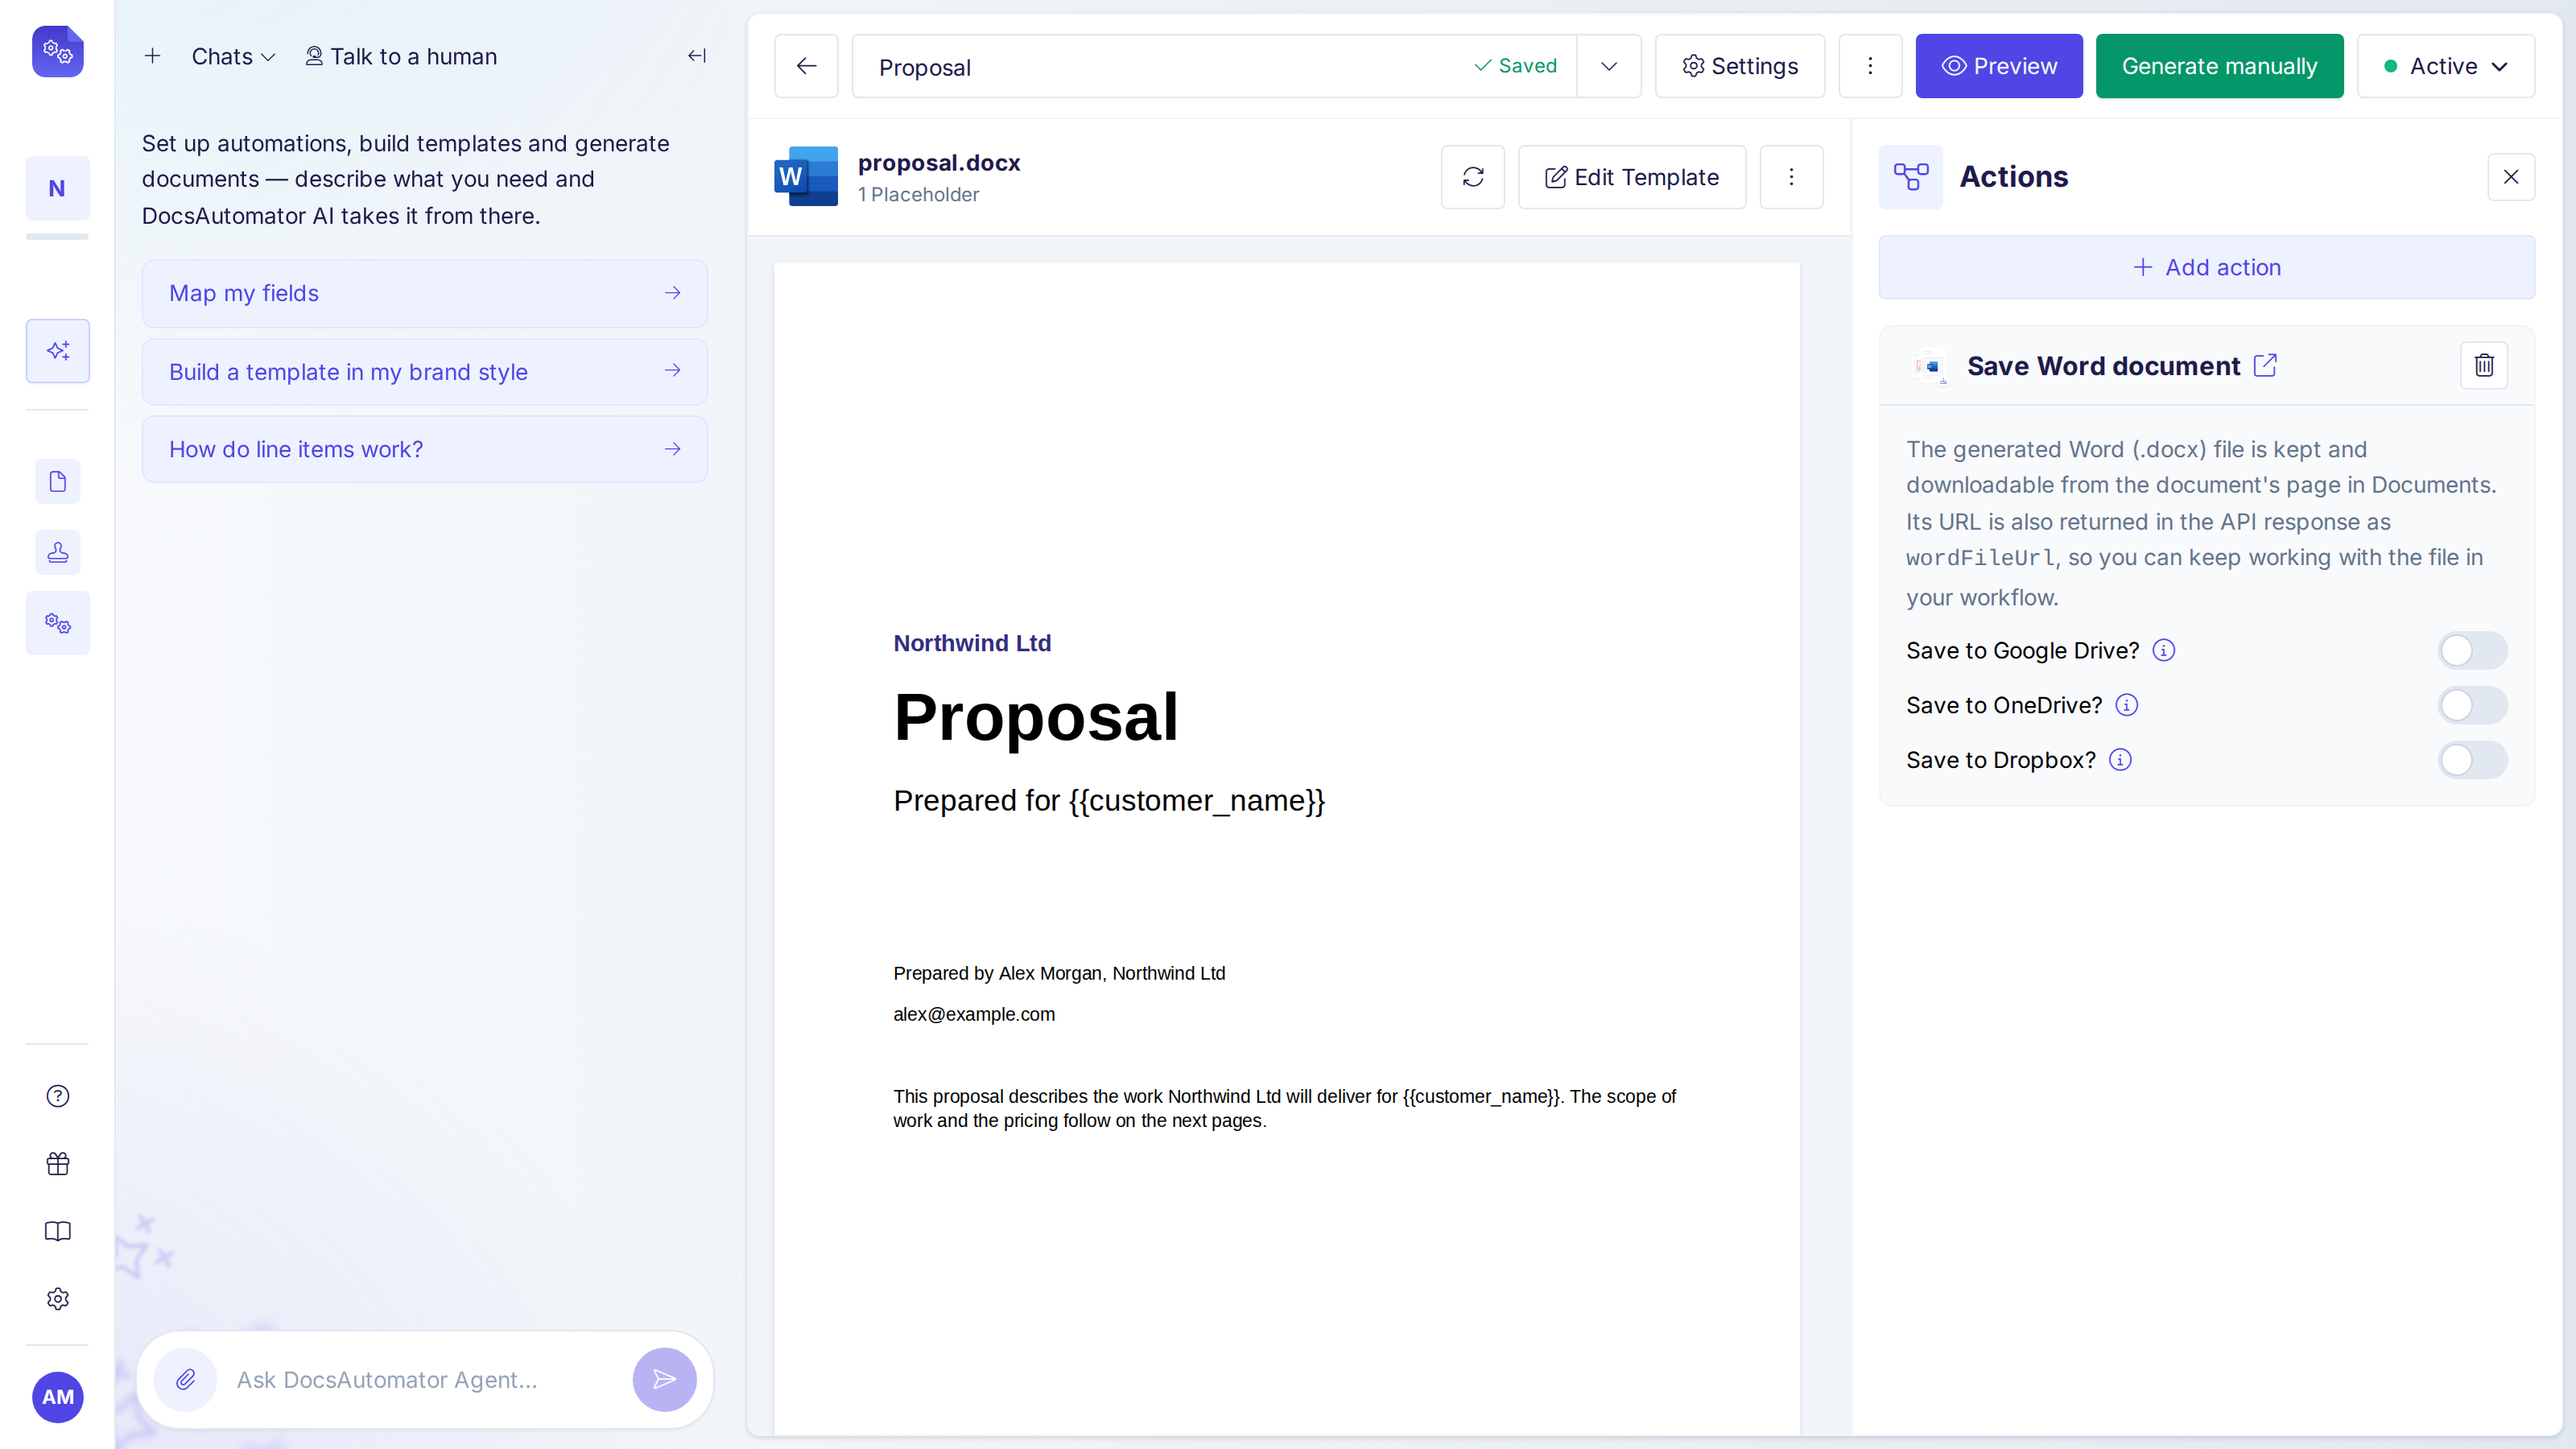 Chats
Talk to a human
N
Set up automations, build templates and generate
documents — describe what you need and
DocsAutomator AI takes it from there.
Map my fields
Build a template in my brand style
How do line items work?
Ask DocsAutomator Agent...
AM
Proposal
Saved
Settings
Preview
Generate manually
Active
W
proposal.docx
1 Placeholder
Edit Template
Northwind Ltd
Proposal
Prepared for {{customer_name}}
Prepared by Alex Morgan, Northwind Ltd
alex@example.com
This proposal describes the work Northwind Ltd will deliver for {{customer_name}}. The scope of
work and the pricing follow on the next pages.
Actions
Add action
Save Word document
The generated Word (.docx) file is kept and
downloadable from the document's page in Documents.
Its URL is also returned in the API response as
wordFileUrl, so you can keep working with the file in
your workflow.
Save to Google Drive?
Save to OneDrive?
Save to Dropbox?